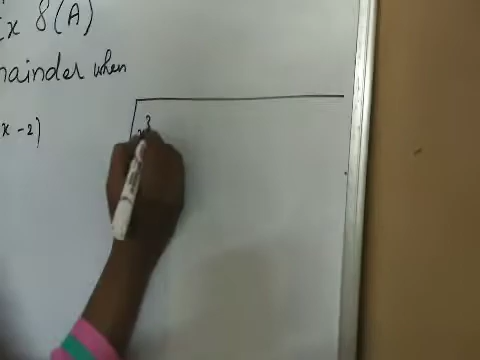 Ex 8(A)
mainder when
x - 2)
x³